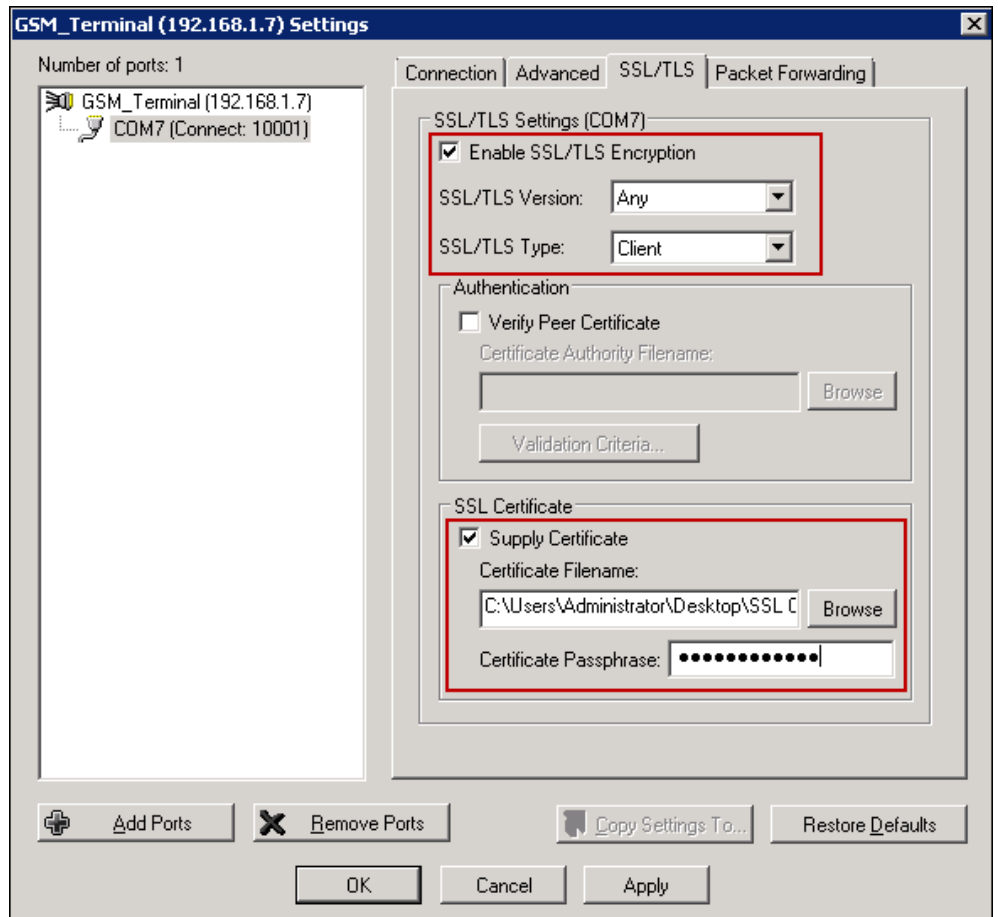 GSM_Terminal (192.168.1.7) Settings
Number of ports: 1
GSM_Terminal (192.168.1.7)
COM7 (Connect: 10001)
Connection
Advanced
SSL/TLS
Packet Forwarding
SSL/TLS Settings (COM7)
Enable SSL/TLS Encryption
SSL/TLS Version: Any
SSL/TLS Type: Client
Authentication
Verify Peer Certificate
Certificate Authority Filename:
Browse
Validation Criteria...
SSL Certificate
Supply Certificate
Certificate Filename:
C:\Users\Administrator\Desktop\SSL C Browse
Certificate Passphrase: ●●●●●●●●●●●●
Add Ports
Remove Ports
Copy Settings To...
Restore Defaults
OK
Cancel
Apply